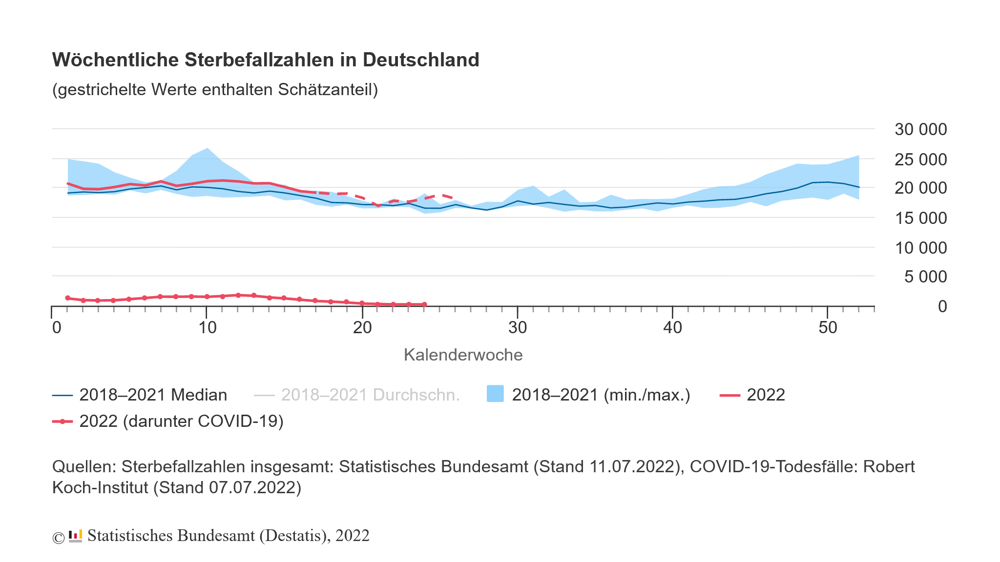 Wöchentliche Sterbefallzahlen in Deutschland
(gestrichelte Werte enthalten Schätzanteil)
30 000
25 000
20 000
15 000
10 000
5 000
0
0 10 20 30 40 50
Kalenderwoche
2018–2021 Median 2018–2021 Durchschn. 2018–2021 (min./max.) 2022
2022 (darunter COVID-19)
Quellen: Sterbefallzahlen insgesamt: Statistisches Bundesamt (Stand 11.07.2022), COVID-19-Todesfälle: Robert
Koch-Institut (Stand 07.07.2022)
© Statistisches Bundesamt (Destatis), 2022